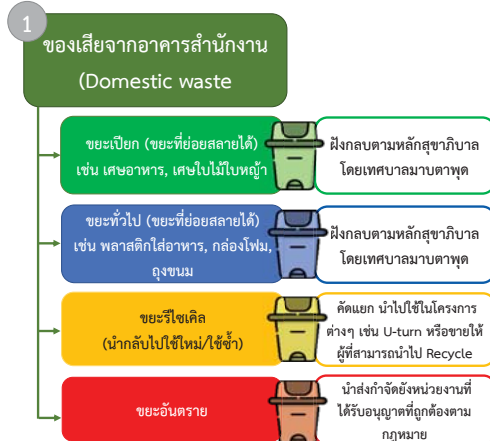 1
ของเสียจากอาคารสำนักงาน
(Domestic waste
ขยะเปียก (ขยะที่ย่อยสลายได้)
เช่น เศษอาหาร, เศษใบไม้ใบหญ้า
ฝังกลบตามหลักสุขาภิบาล
โดยเทศบาลมาบตาพุด
ขยะทั่วไป (ขยะที่ย่อยสลายได้)
เช่น พลาสติกใส่อาหาร, กล่องโฟม,
ถุงขนม
ฝังกลบตามหลักสุขาภิบาล
โดยเทศบาลมาบตาพุด
ขยะรีไซเคิล
(นำกลับไปใช้ใหม่/ใช้ซ้ำ)
คัดแยก นำไปใช้ในโครงการ
ต่างๆ เช่น U-turn หรือขายให้
ผู้ที่สามารถนำไป Recycle
ขยะอันตราย
นำส่งกำจัดยังหน่วยงานที่
ได้รับอนุญาตที่ถูกต้องตาม
กฎหมาย